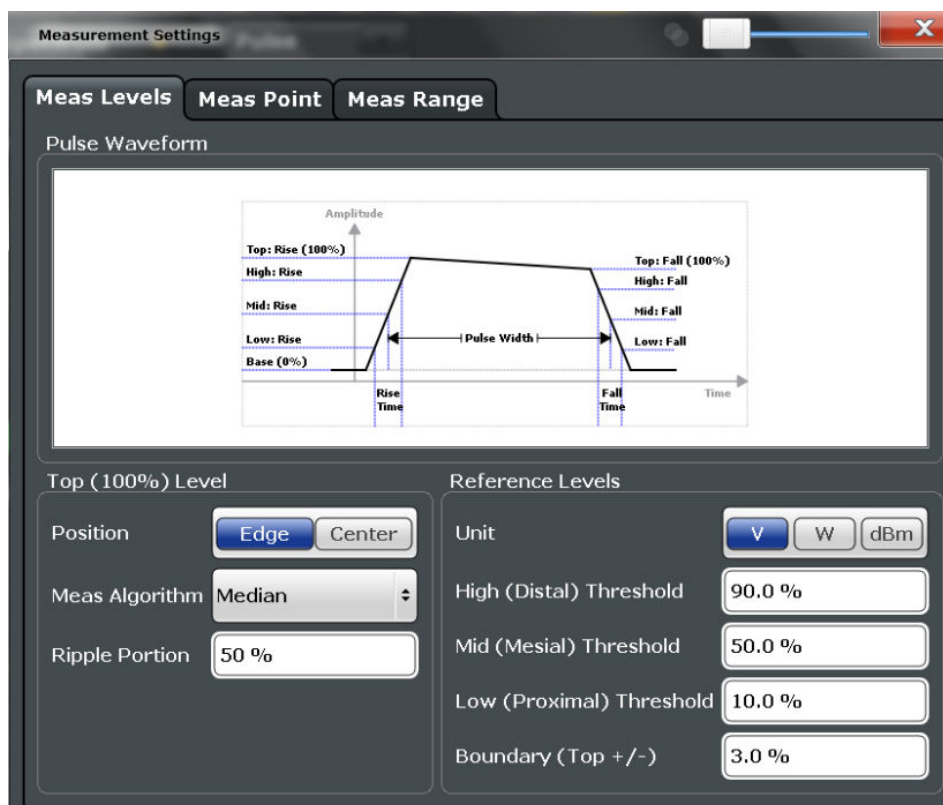 Measurement Settings
Pulse
X
Meas Levels
Meas Point
Meas Range
Pulse Waveform
Amplitude
Top: Rise (100%)
High: Rise
Mid: Rise
Low: Rise
Base (0%)
Top: Fall (100%)
High: Fall
Mid: Fall
Low: Fall
Pulse Width
Rise
Time
Fall
Time
Time
Top (100%) Level
Position
Edge
Center
Meas Algorithm
Median
Ripple Portion
50 %
Reference Levels
Unit
V
W
dBm
High (Distal) Threshold
90.0 %
Mid (Mesial) Threshold
50.0 %
Low (Proximal) Threshold
10.0 %
Boundary (Top +/-)
3.0 %